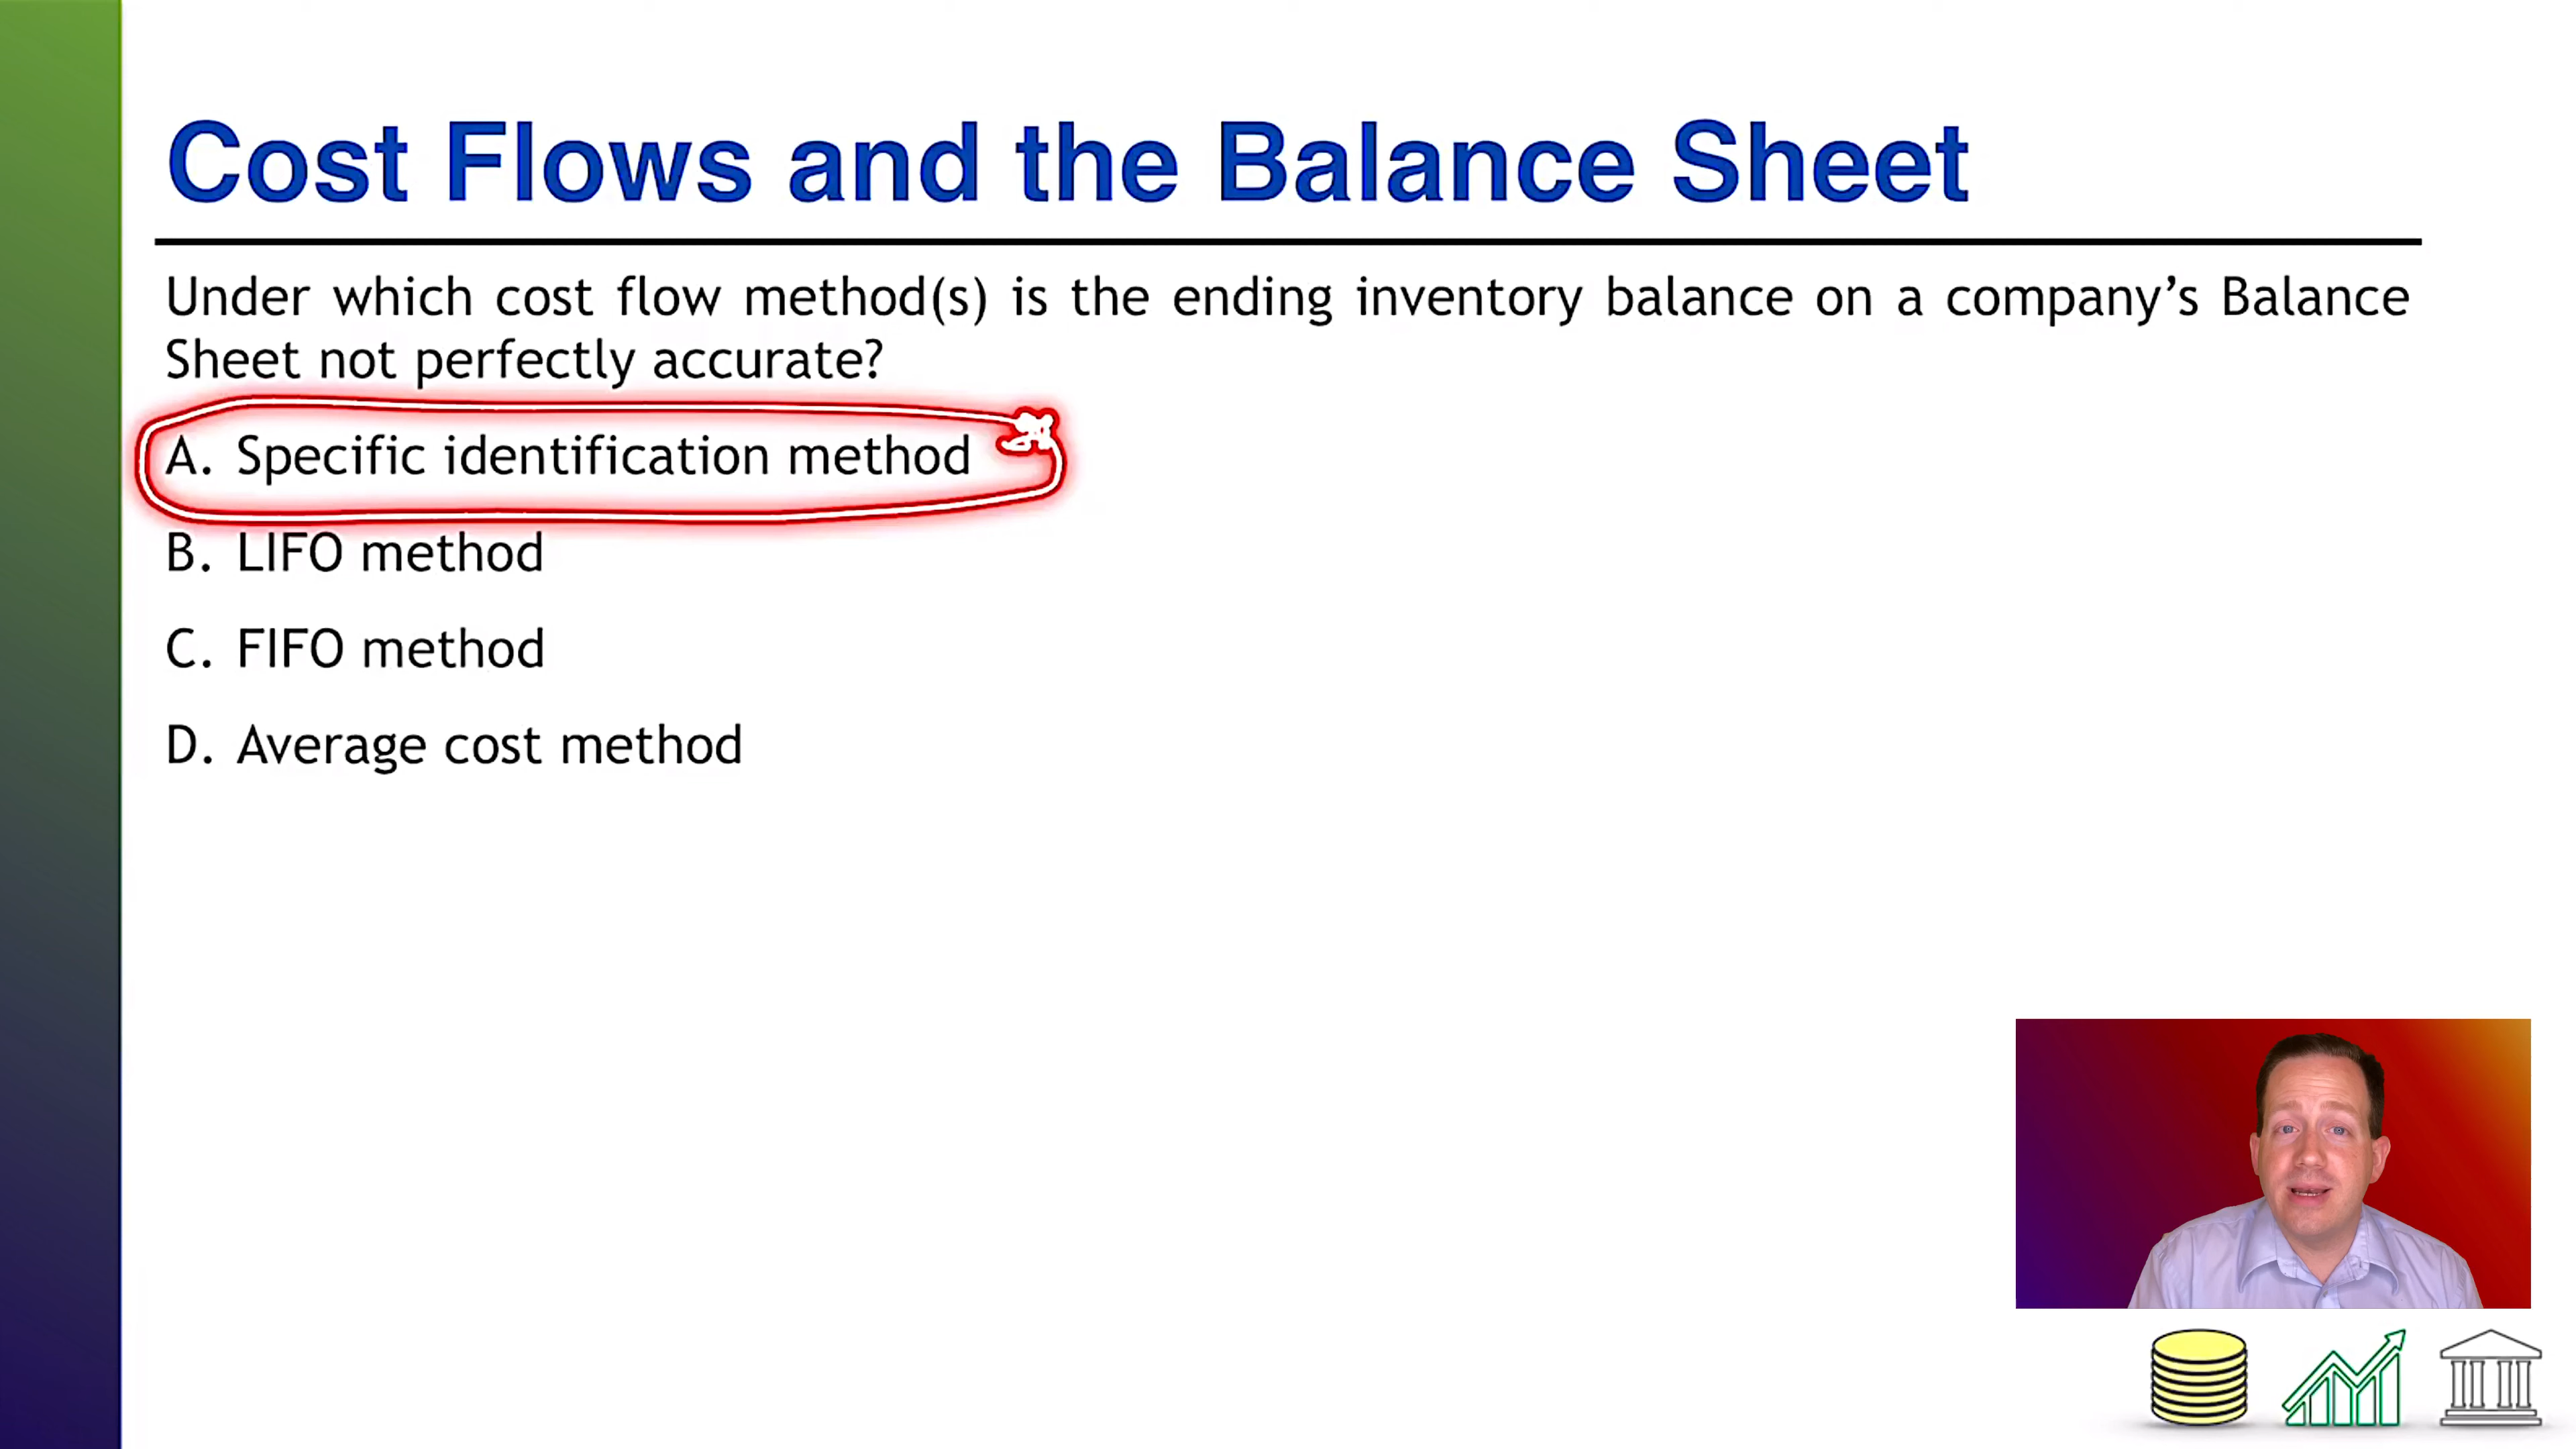 Cost Flows and the Balance Sheet
Under which cost flow method(s) is the ending inventory balance on a company’s Balance
Sheet not perfectly accurate?
A. Specific identification method
B. LIFO method
C. FIFO method
D. Average cost method